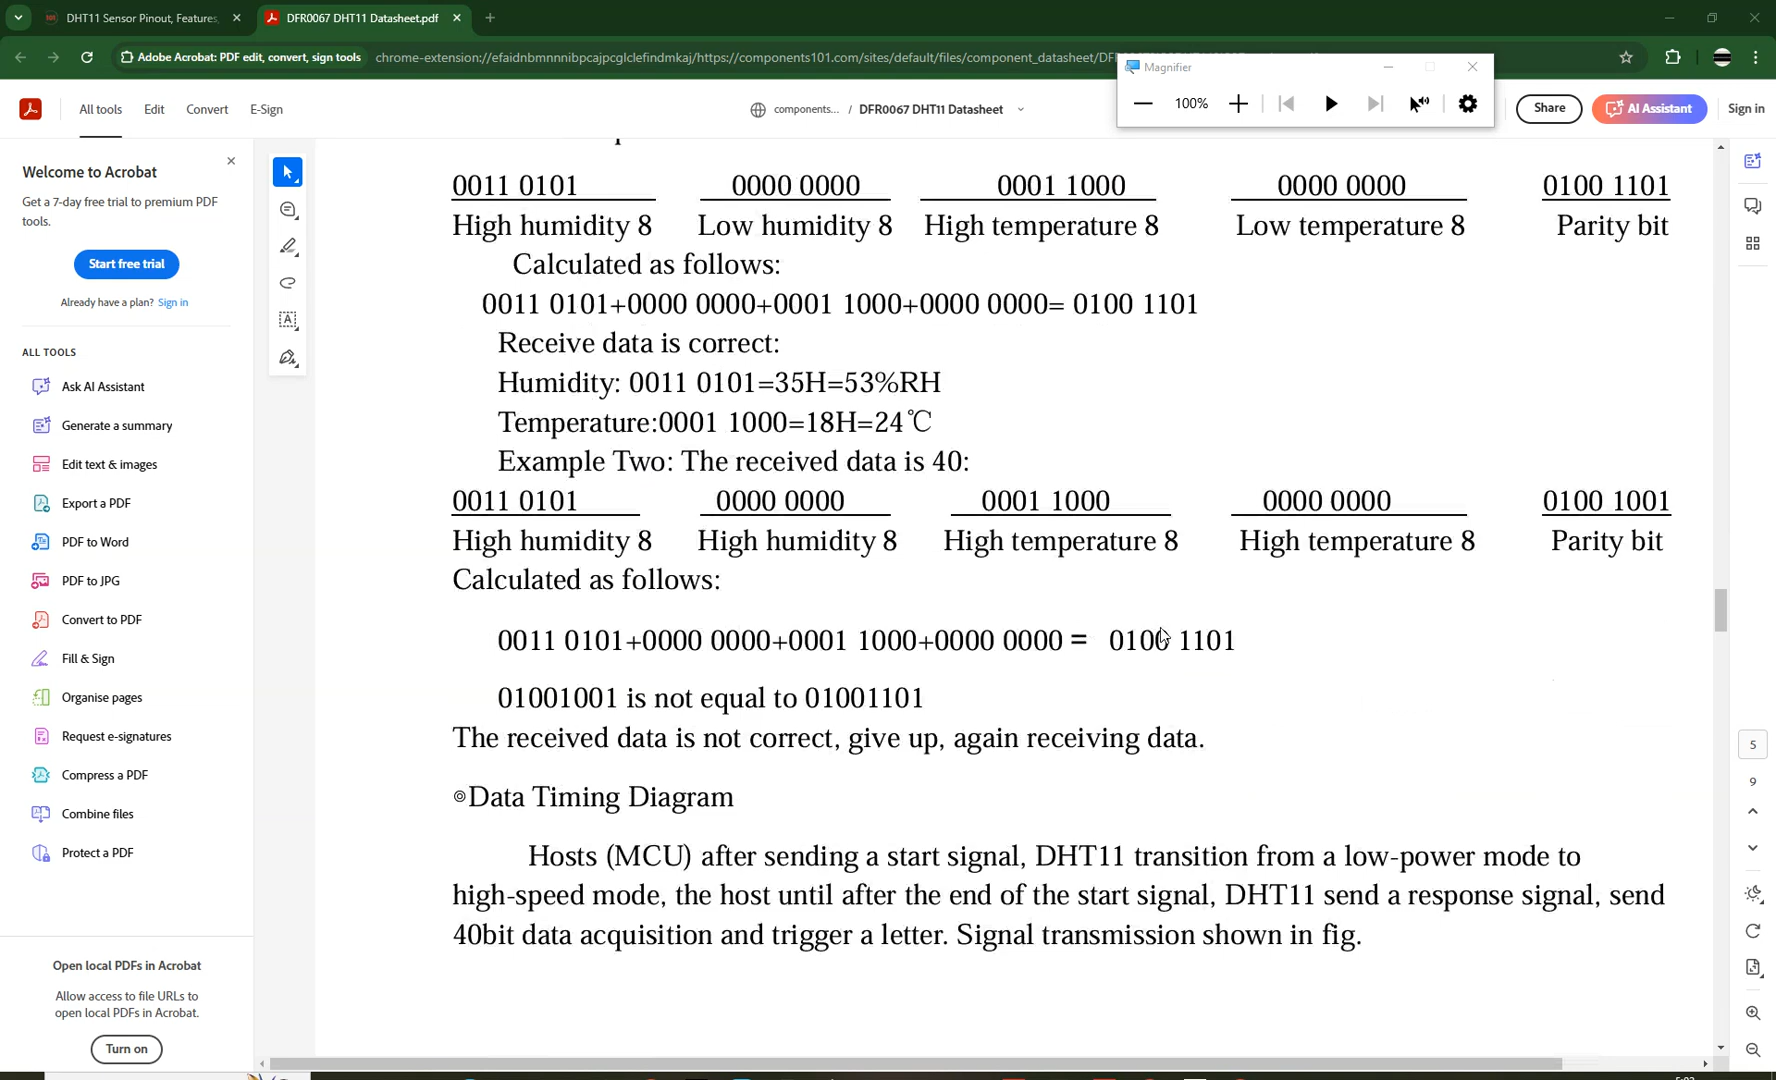 DHT11 Sensor Pinout, Features,
DFR0067 DHT11 Datasheet.pdf
Adobe Acrobat: PDF edit, convert, sign tools
chrome-extension://efaidnbmnnnibpcajpcglclefindmkaj/https://components101.com/sites/default/files/component_datasheet/DF
Magnifier
100%
All tools
Edit
Convert
E-Sign
components... / DFR0067 DHT11 Datasheet
Share
AI Assistant
Sign in
Welcome to Acrobat
Get a 7-day free trial to premium PDF
tools.
Start free trial
Already have a plan? Sign in
ALL TOOLS
Ask AI Assistant
Generate a summary
Edit text & images
Export a PDF
PDF to Word
PDF to JPG
Convert to PDF
Fill & Sign
Organise pages
Request e-signatures
Compress a PDF
Combine files
Protect a PDF
Open local PDFs in Acrobat
Allow access to file URLs to
open local PDFs in Acrobat.
Turn on
0011 0101 0000 0000 0001 1000 0000 0000 0100 1101
High humidity 8 Low humidity 8 High temperature 8 Low temperature 8 Parity bit
Calculated as follows:
0011 0101+0000 0000+0001 1000+0000 0000= 0100 1101
Receive data is correct:
Humidity: 0011 0101=35H=53%RH
Temperature:0001 1000=18H=24℃
Example Two: The received data is 40:
0011 0101 0000 0000 0001 1000 0000 0000 0100 1001
High humidity 8 High humidity 8 High temperature 8 High temperature 8 Parity bit
Calculated as follows:
0011 0101+0000 0000+0001 1000+0000 0000 = 0100 1101
01001001 is not equal to 01001101
The received data is not correct, give up, again receiving data.
◎Data Timing Diagram
Hosts (MCU) after sending a start signal, DHT11 transition from a low-power mode to
high-speed mode, the host until after the end of the start signal, DHT11 send a response signal, send
40bit data acquisition and trigger a letter. Signal transmission shown in fig.
5
9